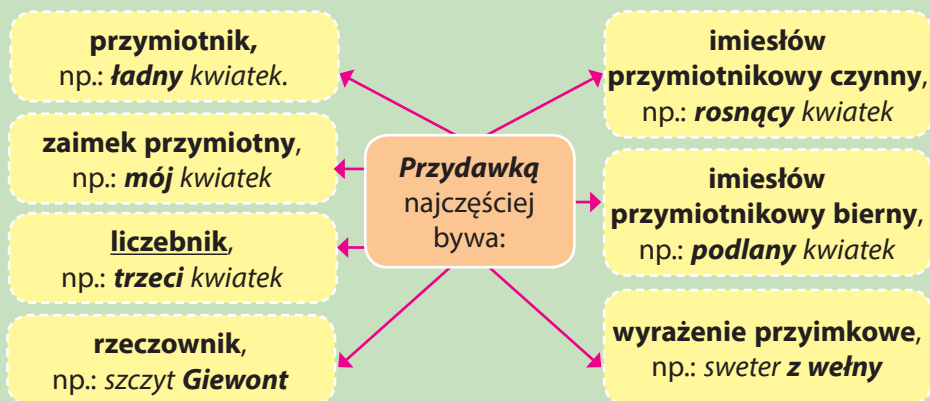 przymiotnik,
np.: ładny kwiatek.
zaimek przymiotny,
np.: mój kwiatek
liczebnik,
np.: trzeci kwiatek
rzeczownik,
np.: szczyt Giewont
Przydawką
najczęściej
bywa:
imiesłów
przymiotnikowy czynny,
np.: rosnący kwiatek
imiesłów
przymiotnikowy bierny,
np.: podlany kwiatek
wyrażenie przyimkowe,
np.: sweter z wełny